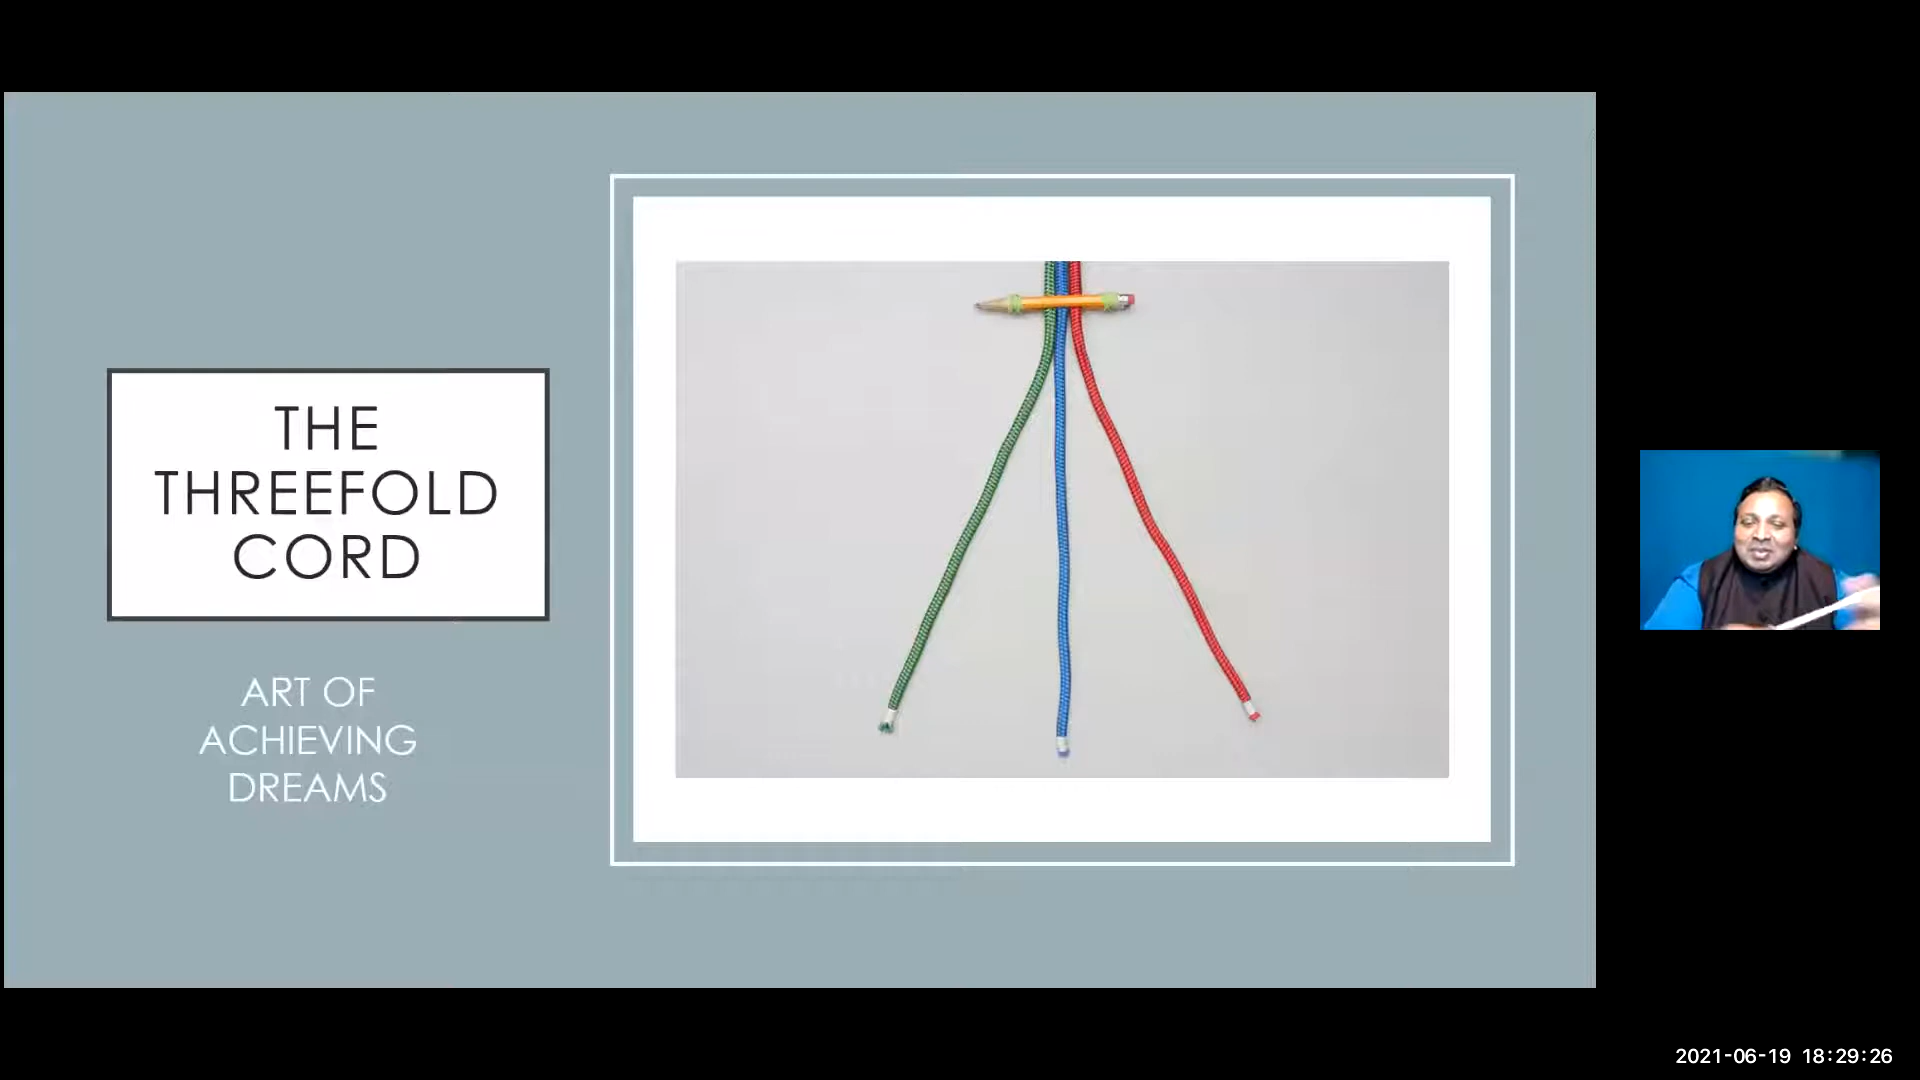 THE
THREEFOLD
CORD
ART OF
ACHIEVING
DREAMS
2021-06-19 18:29:26